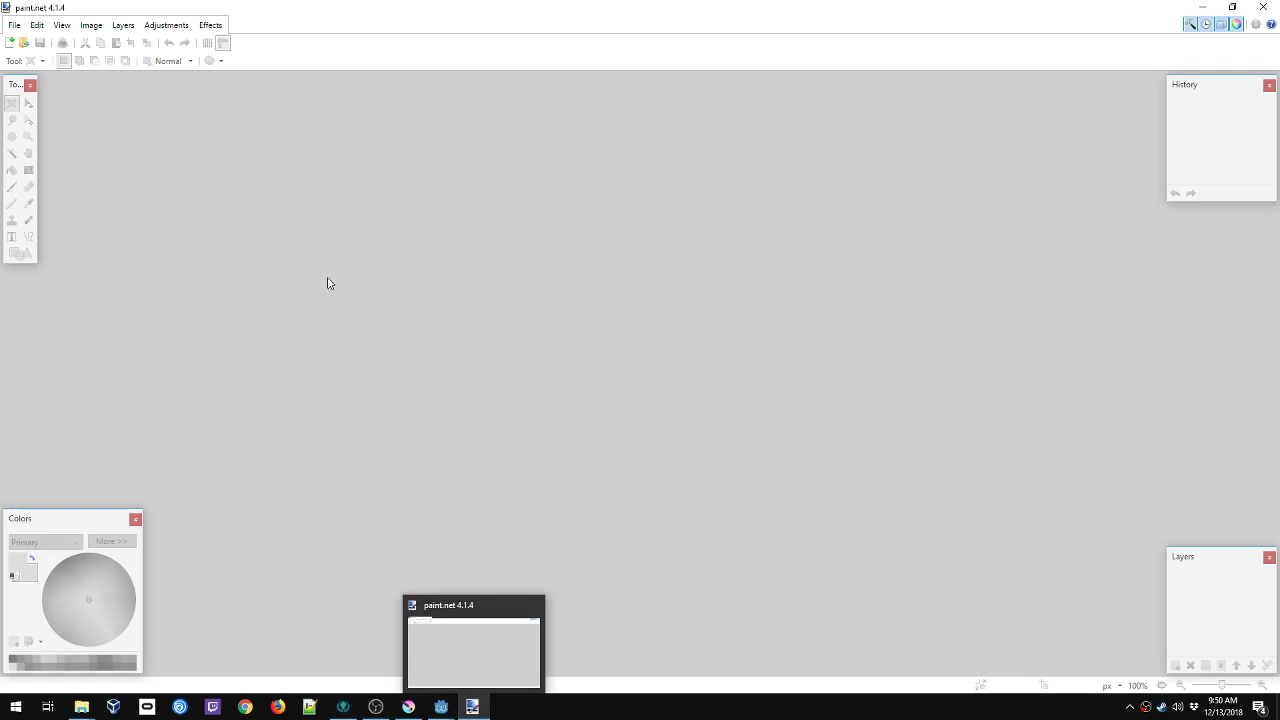 paint.net 4.1.4
File Edit View Image Layers Adjustments Effects
Tool: Normal
To...
History
Colors
Primary More >>
Layers
paint.net 4.1.4
px 100%
9:50 AM
12/13/2018
4